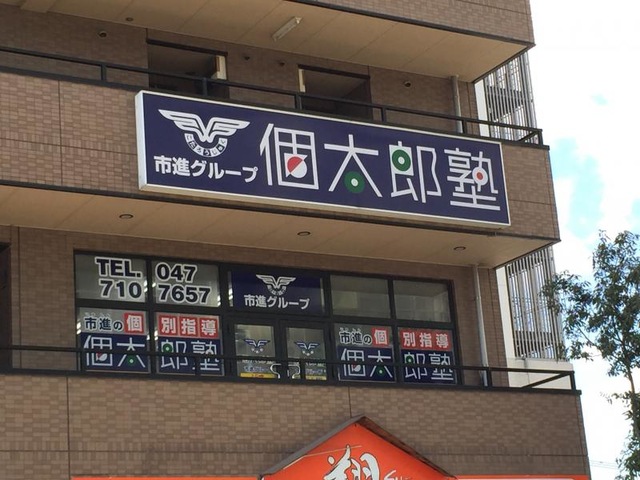 市進グループ 個太郎塾
TEL. 047
710 7657
市進グループ
市進の個別指導
個太郎塾
市進の個別指導
個太郎塾
翔